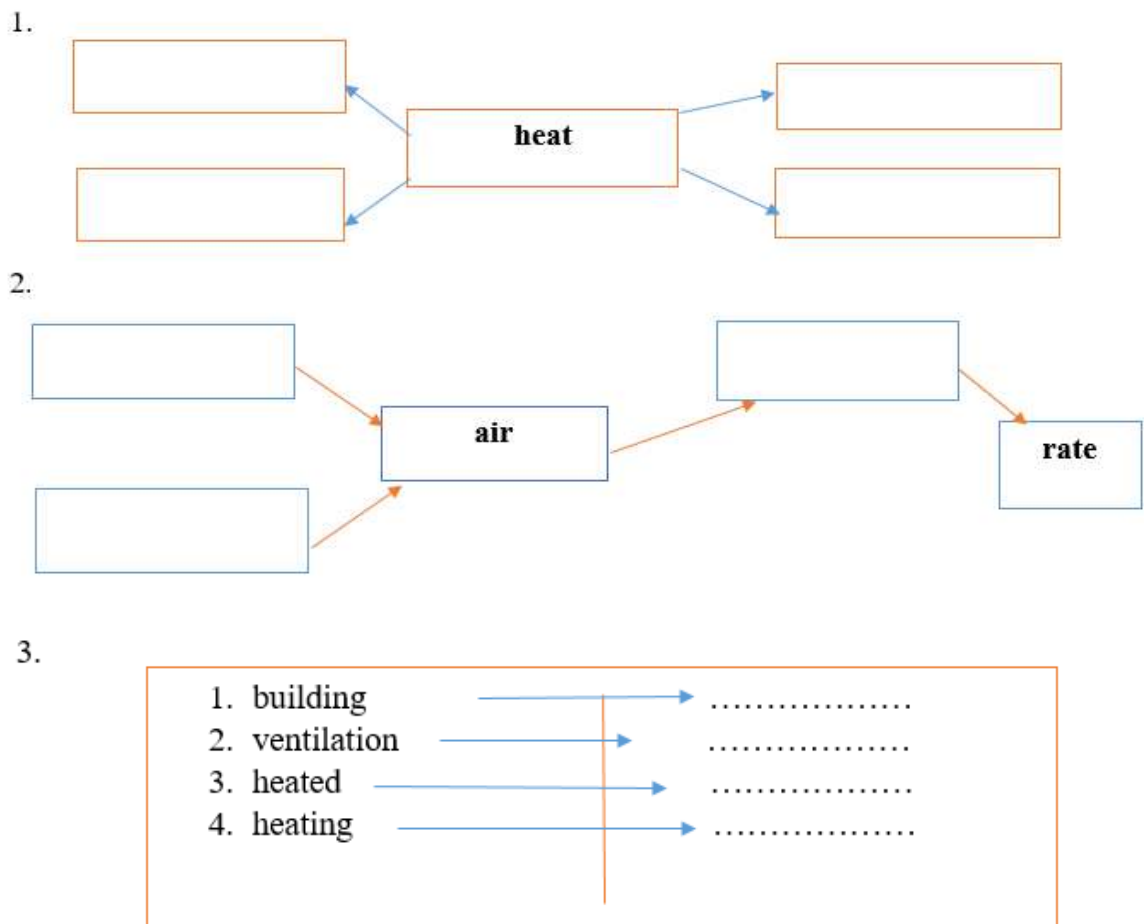 1.
heat
2.
air
rate
3.
1. building ..................
2. ventilation ..................
3. heated ..................
4. heating ..................